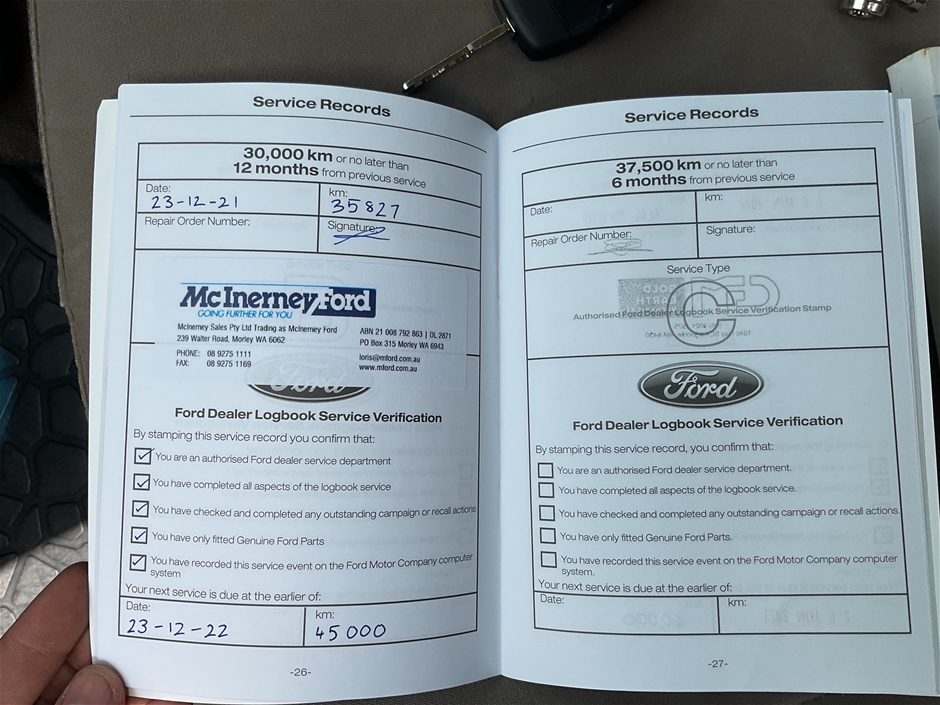 Service Records
30,000 km or no later than
12 months from previous service
Date:
23-12-21
km:
35827
Repair Order Number:
Signature:
McInerney Ford
GOING FURTHER FOR YOU
McInerney Sales Pty Ltd Trading as McInerney Ford
239 Walter Road, Morley WA 6062
PHONE: 08 9275 1111
FAX: 08 9275 1169
ABN 21 008 792 863 | DL 2871
PO Box 315 Morley WA 6943
loris@mford.com.au
www.mford.com.au
Ford
Ford Dealer Logbook Service Verification
By stamping this service record you confirm that:
You are an authorised Ford dealer service department
You have completed all aspects of the logbook service
You have checked and completed any outstanding campaign or recall actions
You have only fitted Genuine Ford Parts
You have recorded this service event on the Ford Motor Company computer
system
Your next service is due at the earlier of:
Date:
23-12-22
km:
45000
-26-
Service Records
37,500 km or no later than
6 months from previous service
Date:
km:
Repair Order Number:
Signature:
Service Type
Authorised Ford Dealer Logbook Service Verification Stamp
Ford
Ford Dealer Logbook Service Verification
By stamping this service record, you confirm that:
You are an authorised Ford dealer service department.
You have completed all aspects of the logbook service.
You have checked and completed any outstanding campaign or recall actions.
You have only fitted Genuine Ford Parts.
You have recorded this service event on the Ford Motor Company computer
system.
Your next service is due at the earlier of:
Date:
km:
-27-